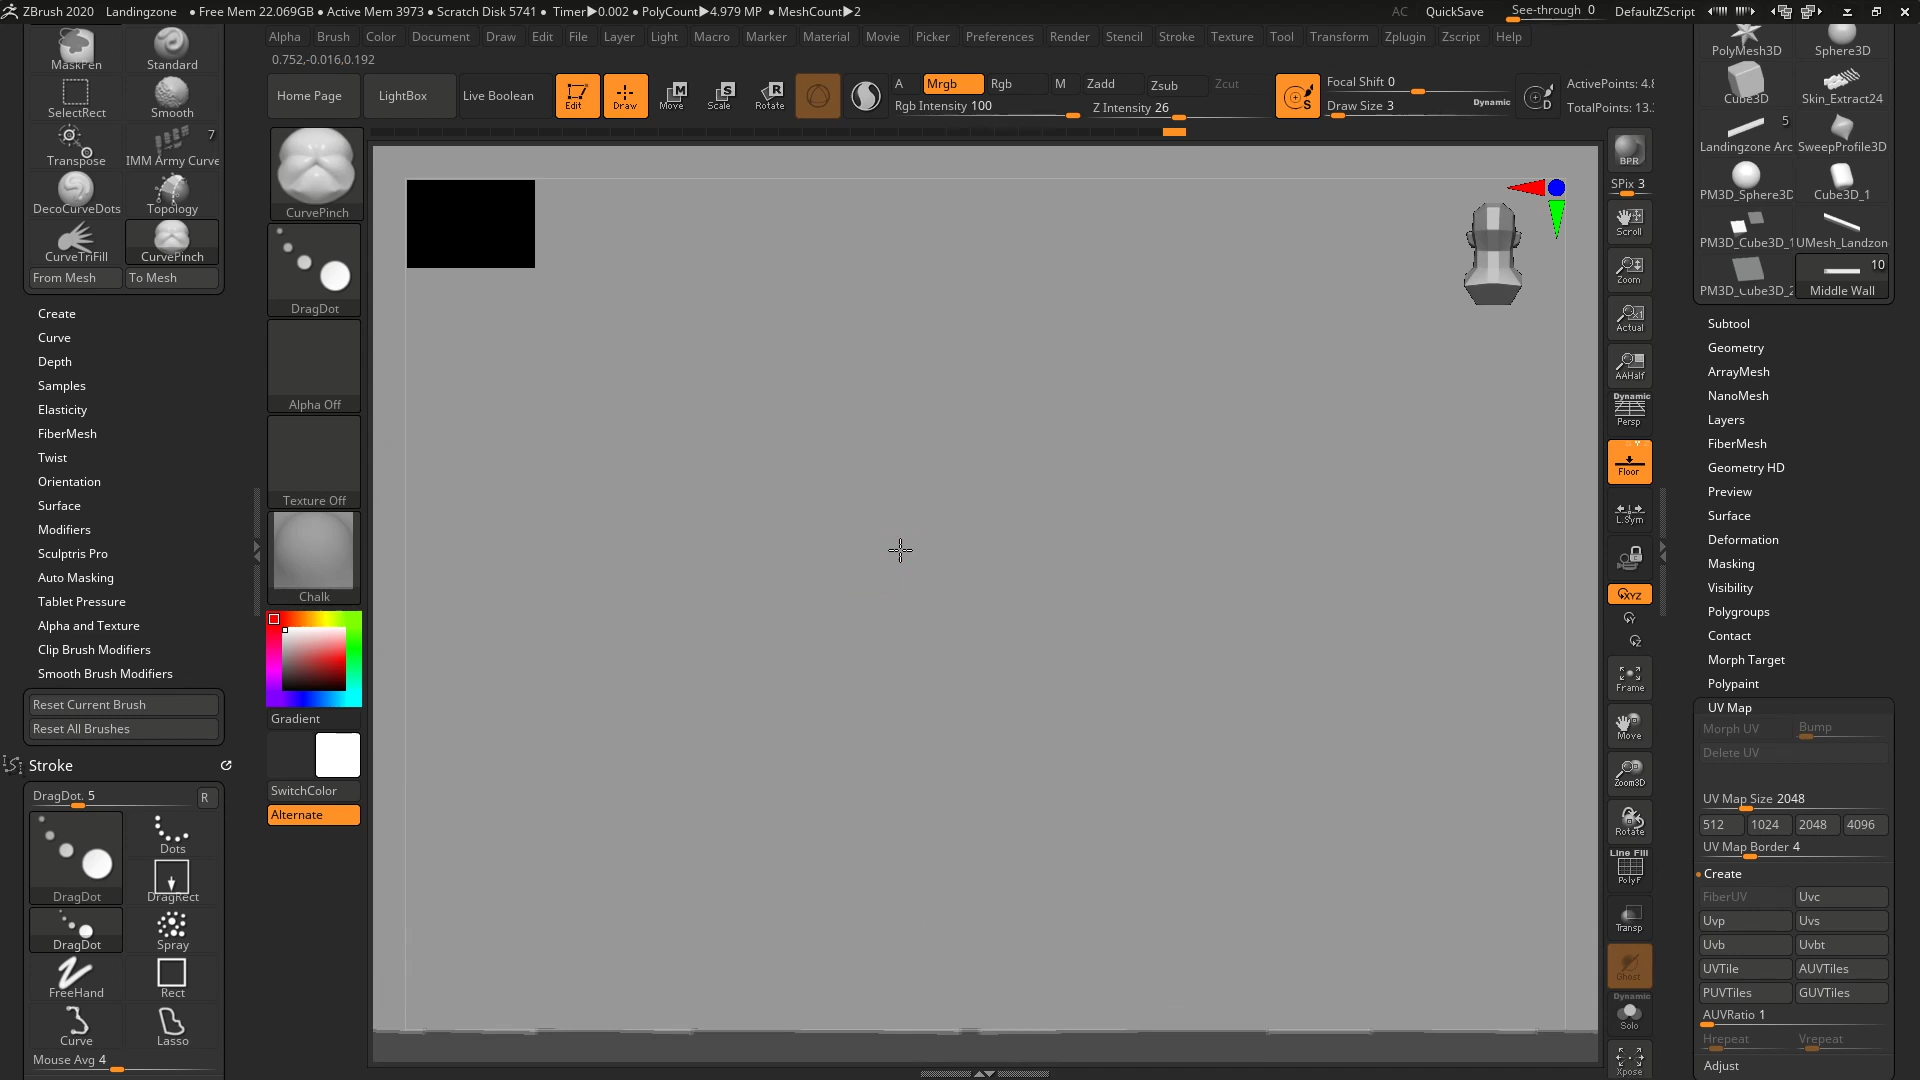 ZBrush 2020 Landingzone • Free Mem 22.069GB • Active Mem 3973 • Scratch Disk 5741 • Timer▶0.002 • PolyCount▶4.979 MP • MeshCount▶2 AC QuickSave See-through 0 DefaultZScript
Alpha Brush Color Document Draw Edit File Layer Light Macro Marker Material Movie Picker Preferences Render Stencil Stroke Texture Tool Transform Zplugin Zscript Help
0.752,-0.016,0.192
Home Page LightBox Live Boolean Edit Draw Move Scale Rotate
A Mrgb Rgb M Zadd Zsub Zcut
Rgb Intensity 100 Z Intensity 26
Focal Shift 0
Draw Size 3 Dynamic
ActivePoints: 4.8
TotalPoints: 13.
MaskPen Standard
SelectRect Smooth
7
Transpose IMM Army Curve
DecoCurveDots Topology
CurveTriFill CurvePinch
From Mesh To Mesh
Create
Curve
Depth
Samples
Elasticity
FiberMesh
Twist
Orientation
Surface
Modifiers
Sculptris Pro
Auto Masking
Tablet Pressure
Alpha and Texture
Clip Brush Modifiers
Smooth Brush Modifiers
Reset Current Brush
Reset All Brushes
Stroke
DragDot. 5 R
Dots
DragDot DragRect
DragDot Spray
FreeHand Rect
Curve Lasso
Mouse Avg 4
CurvePinch
DragDot
Alpha Off
Texture Off
Chalk
Gradient
SwitchColor
Alternate
BPR
SPix 3
Scroll
Zoom
Actual
AAHalf
Dynamic
Persp
Floor
L.Sym
XYZ
Frame
Move
Zoom3D
Rotate
Line Fill
PolyF
Transp
Ghost
Dynamic
Solo
Xpose
PolyMesh3D Sphere3D
Cube3D Skin_Extract24
5
Landingzone Arc SweepProfile3D
PM3D_Sphere3D Cube3D_1
PM3D_Cube3D_1 UMesh_Landzon
10
PM3D_Cube3D_2 Middle Wall
Subtool
Geometry
ArrayMesh
NanoMesh
Layers
FiberMesh
Geometry HD
Preview
Surface
Deformation
Masking
Visibility
Polygroups
Contact
Morph Target
Polypaint
UV Map
Morph UV Bump
Delete UV
UV Map Size 2048
512 1024 2048 4096
UV Map Border 4
Create
FiberUV Uvc
Uvp Uvs
Uvb Uvbt
UVTile AUVTiles
PUVTiles GUVTiles
AUVRatio 1
Hrepeat Vrepeat
Adjust